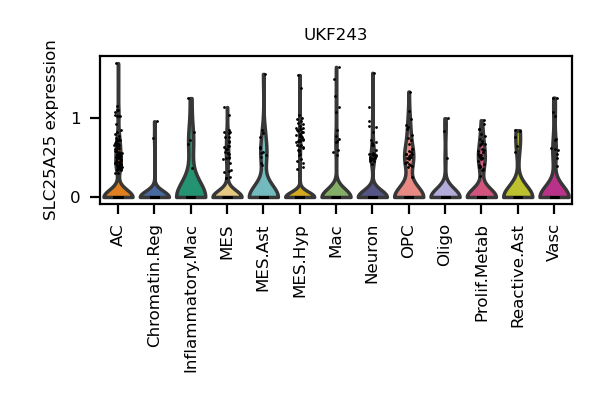 UKF243
SLC25A25 expression
1
0
AC
Chromatin.Reg
Inflammatory.Mac
MES
MES.Ast
MES.Hyp
Mac
Neuron
OPC
Oligo
Prolif.Metab
Reactive.Ast
Vasc